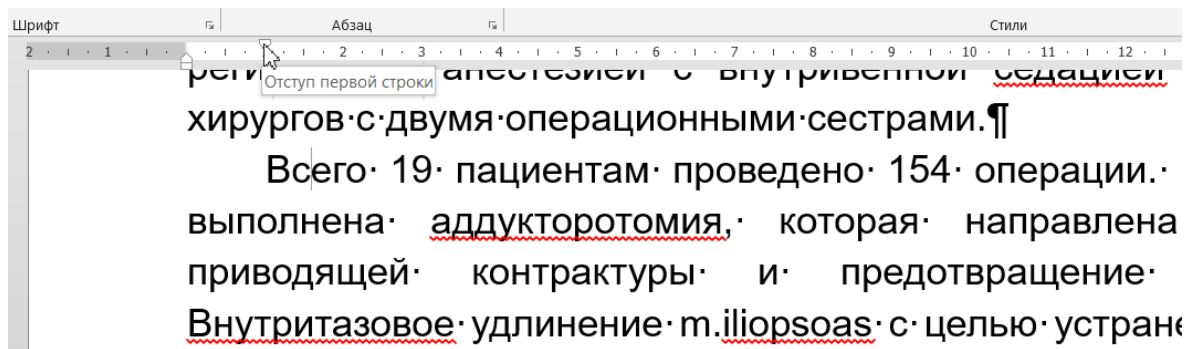 Шрифт Абзац Стили
2 1 2 3 4 5 6 7 8 9 10 11 12
Отступ первой строки
анестезией с внутривенной седацией
хирургов·с·двумя·операционными·сестрами.¶
Всего· 19· пациентам· проведено· 154· операции.·
выполнена· аддукторотомия,· которая· направлена
приводящей· контрактуры· и· предотвращение·
Внутритазовое·удлинение·m.iliopsoas·с·целью·устране